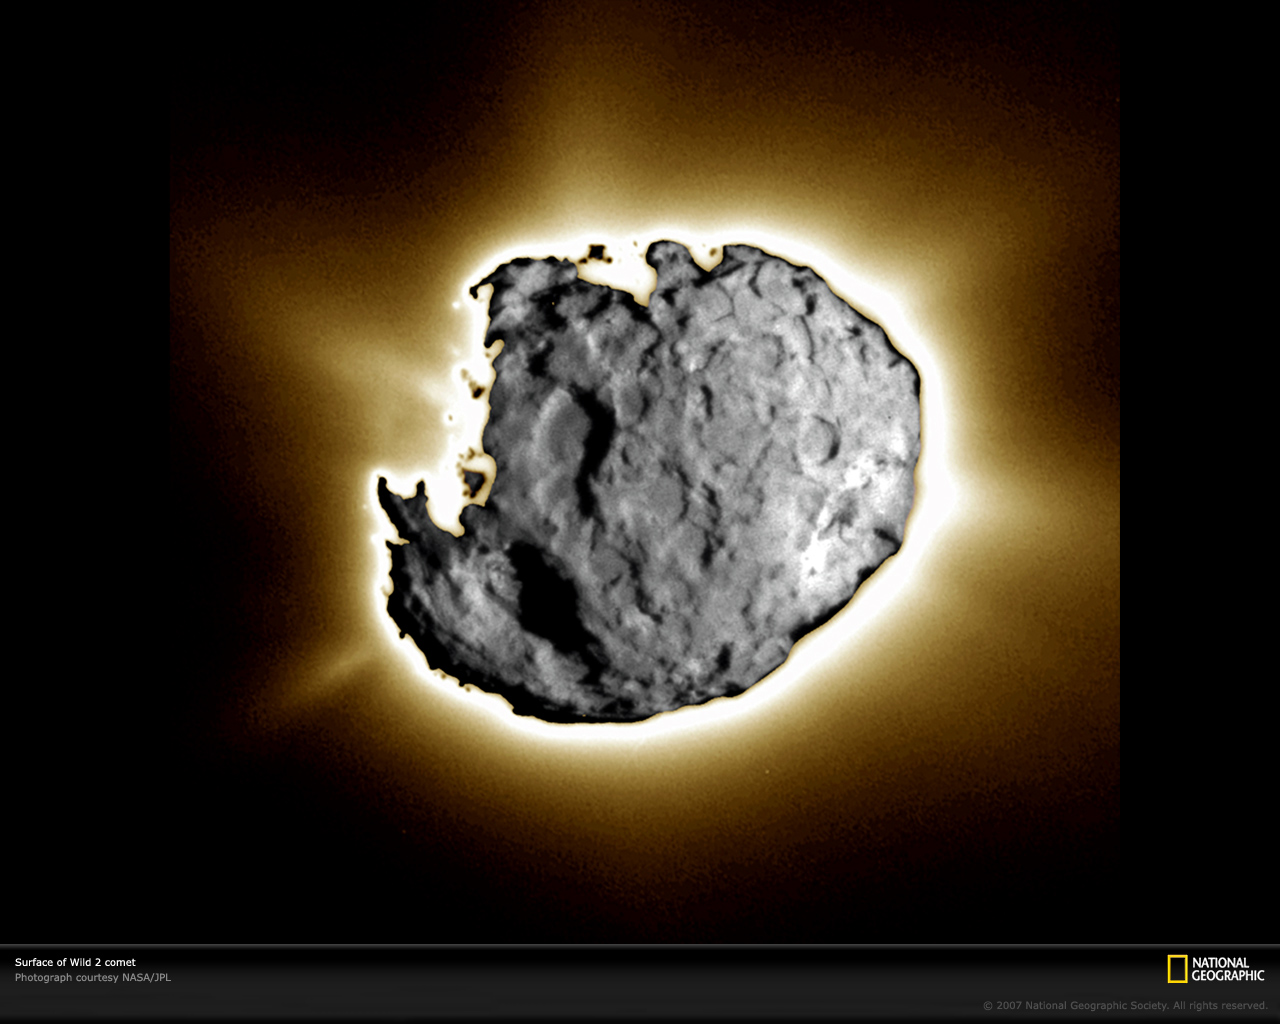 Surface of Wild 2 comet
Photograph courtesy NASA/JPL
NATIONAL
GEOGRAPHIC
© 2007 National Geographic Society. All rights reserved.